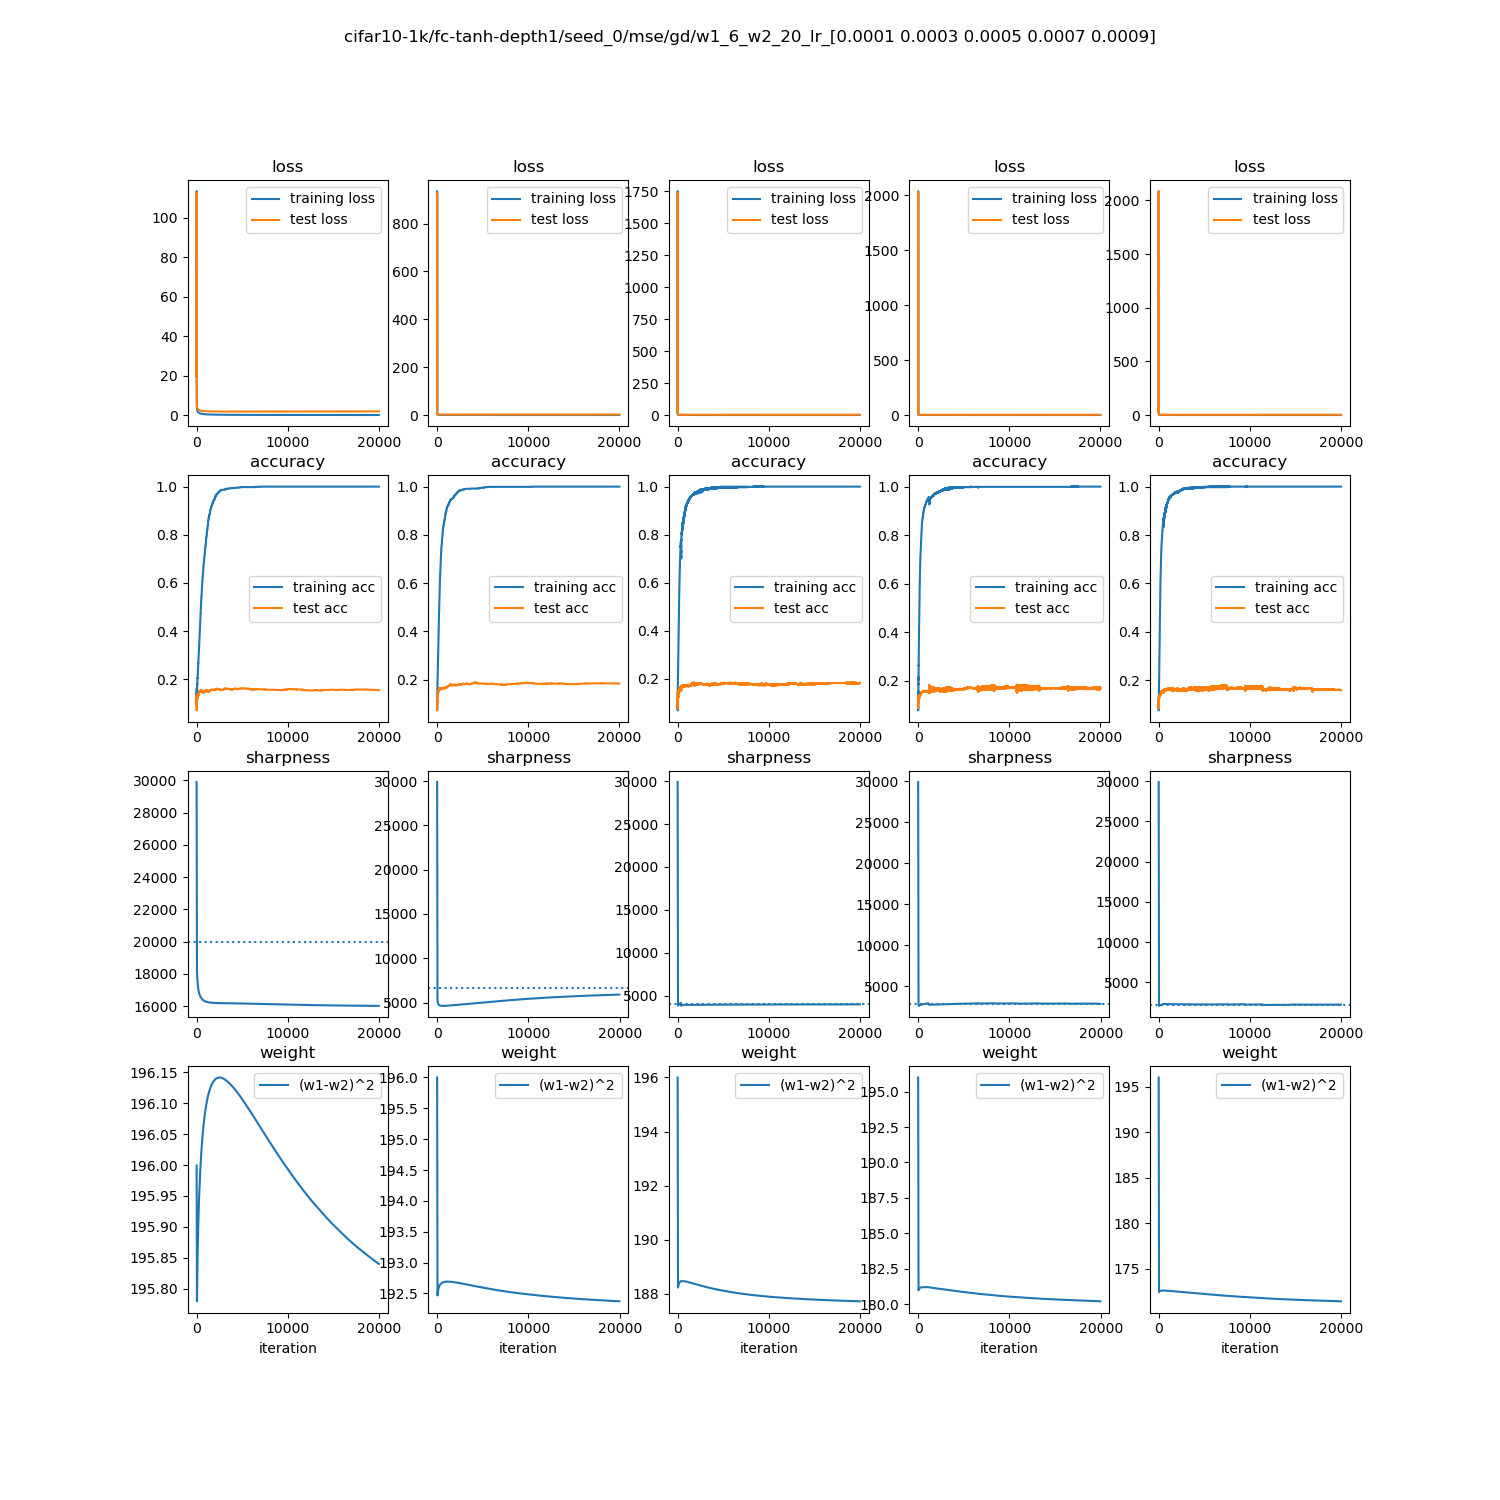 cifar10-1k/fc-tanh-depth1/seed_0/mse/gd/w1_6_w2_20_lr_[0.0001 0.0003 0.0005 0.0007 0.0009]
loss loss loss loss loss
training loss training loss training loss training loss training loss
test loss test loss test loss test loss test loss
100 80 60 40 20 0
800 600 400 200 0
1750 1500 1250 1000 750 500 250 0
2000 1500 1000 500 0
2000 1500 1000 500 0
0 10000 20000 0 10000 20000 0 10000 20000 0 10000 20000 0 10000 20000
accuracy accuracy accuracy accuracy accuracy
1.0 0.8 0.6 0.4 0.2
1.0 0.8 0.6 0.4 0.2
1.0 0.8 0.6 0.4 0.2
1.0 0.8 0.6 0.4 0.2
1.0 0.8 0.6 0.4 0.2
training acc training acc training acc training acc training acc
test acc test acc test acc test acc test acc
0 10000 20000 0 10000 20000 0 10000 20000 0 10000 20000 0 10000 20000
sharpness sharpness sharpness sharpness sharpness
30000 28000 26000 24000 22000 20000 18000 16000
30000 25000 20000 15000 10000 5000
30000 25000 20000 15000 10000 5000
30000 25000 20000 15000 10000 5000
30000 25000 20000 15000 10000 5000
0 10000 20000 0 10000 20000 0 10000 20000 0 10000 20000 0 10000 20000
weight weight weight weight weight
(w1-w2)^2 (w1-w2)^2 (w1-w2)^2 (w1-w2)^2 (w1-w2)^2
196.15 196.10 196.05 196.00 195.95 195.90 195.85 195.80
196.0 195.5 195.0 194.5 194.0 193.5 193.0 192.5
196 194 192 190 188
195.0 192.5 190.0 187.5 185.0 182.5 180.0
195 190 185 180 175
0 10000 20000 0 10000 20000 0 10000 20000 0 10000 20000 0 10000 20000
iteration iteration iteration iteration iteration